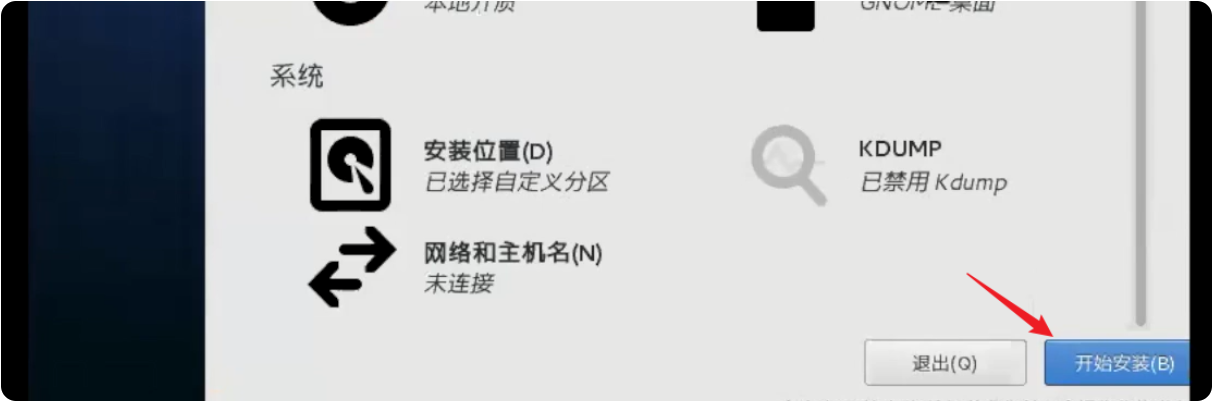 本地介质
GNOME 桌面
系统
安装位置(D)
已选择自定义分区
KDUMP
已禁用 Kdump
网络和主机名(N)
未连接
退出(Q)
开始安装(B)